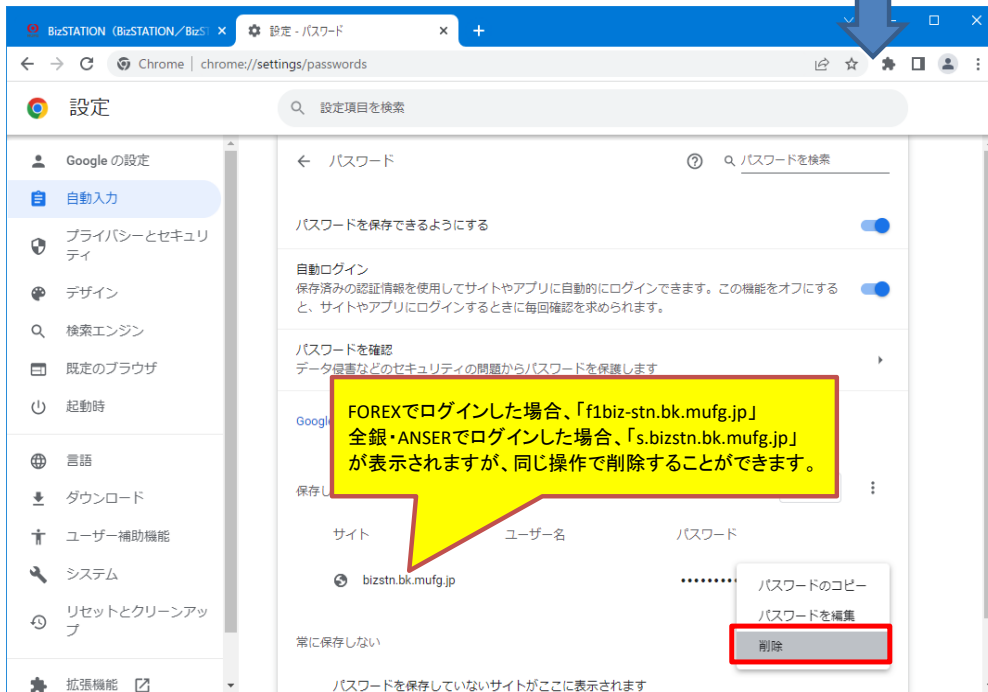 BizSTATION (BizSTATION／BizST
設定 - パスワード
Chrome | chrome://settings/passwords
設定
設定項目を検索
Google の設定
自動入力
プライバシーとセキュリ
ティ
デザイン
検索エンジン
既定のブラウザ
起動時
言語
ダウンロード
ユーザー補助機能
システム
リセットとクリーンアッ
プ
拡張機能
パスワード
パスワードを検索
パスワードを保存できるようにする
自動ログイン
保存済みの認証情報を使用してサイトやアプリに自動的にログインできます。この機能をオフにする
と、サイトやアプリにログインするときに毎回確認を求められます。
パスワードを確認
データ侵害などのセキュリティの問題からパスワードを保護します
Google
FOREXでログインした場合、「f1biz-stn.bk.mufg.jp」
全銀・ANSERでログインした場合、「s.bizstn.bk.mufg.jp」
が表示されますが、同じ操作で削除することができます。
保存し
サイト
ユーザー名
パスワード
bizstn.bk.mufg.jp
•••••••••
パスワードのコピー
パスワードを編集
削除
常に保存しない
パスワードを保存していないサイトがここに表示されます